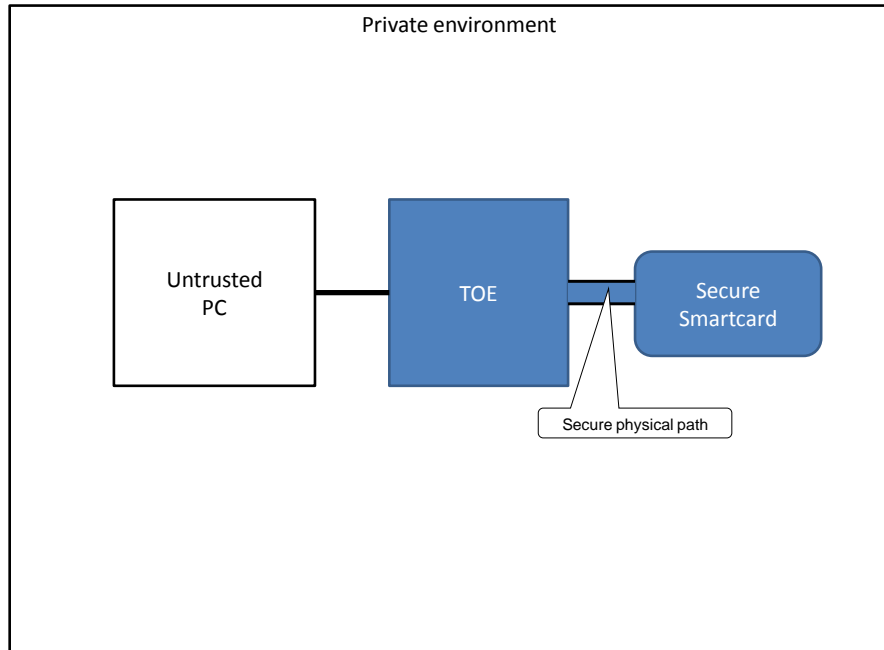 Private environment
Untrusted
PC
TOE
Secure
Smartcard
Secure physical path